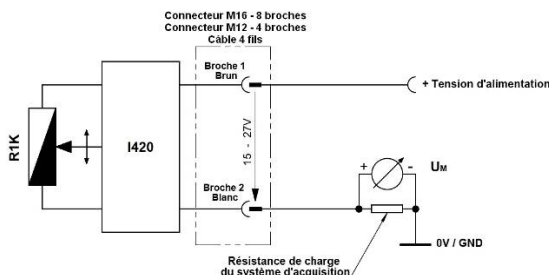 Connecteur M16 - 8 broches
Connecteur M12 - 4 broches
Câble 4 fils
Broche 1
Brun
+ Tension d'alimentation
R1K
I420
15 - 27V
+
-
UM
Broche 2
Blanc
0V / GND
Résistance de charge
du système d'acquisition